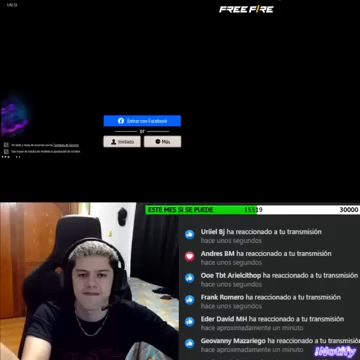 FREE FIRE
Entrar con Facebook
or
Invitado
Más
ESTE MES SI SE PUEDE 15519 30000
Uriiel Bj ha reaccionado a tu transmisión
hace unos segundos
Andres BM ha reaccionado a tu transmisión
hace unos segundos
Ooe Tbt Arielcithop ha reaccionado a tu transmisión
hace unos segundos
Frank Romero ha reaccionado a tu transmisión
hace unos segundos
Eder David MH ha reaccionado a tu transmisión
hace aproximadamente un minuto
Geovanny Mazariego ha reaccionado a tu transmisión
hace aproximadamente un minuto